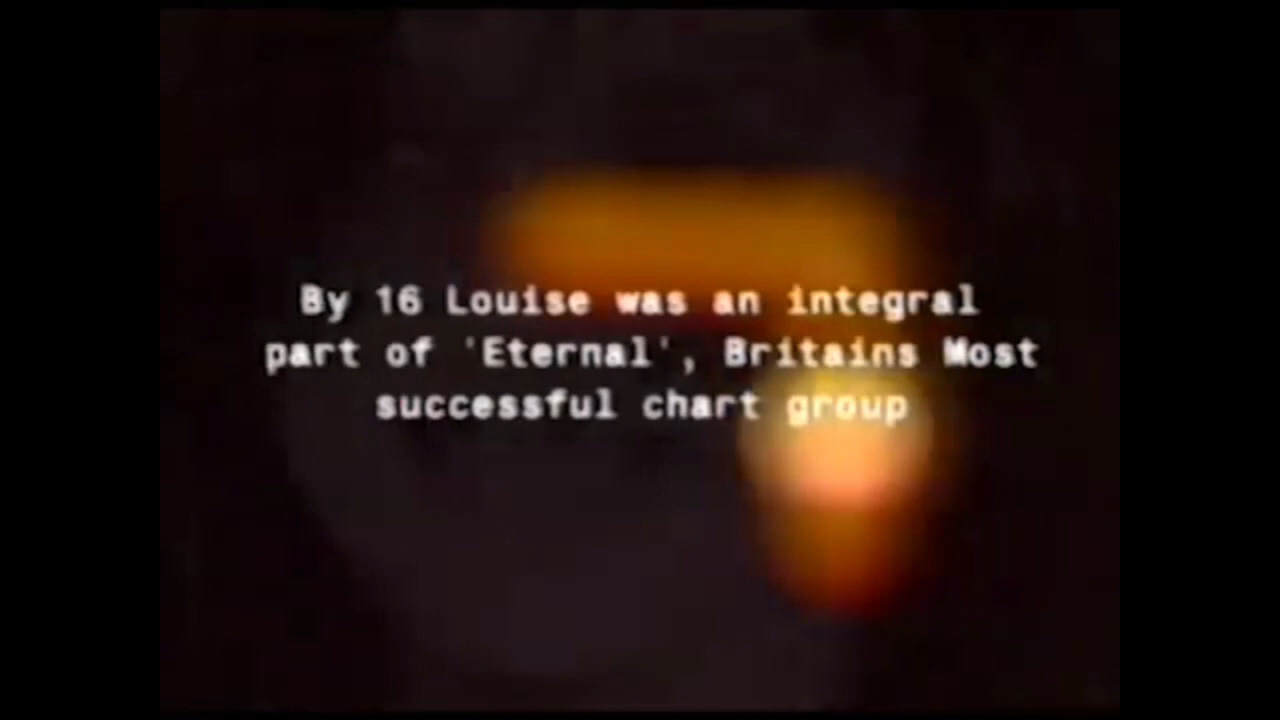 By 16 Louise was an integral
part of 'Eternal', Britains Most
successful chart group